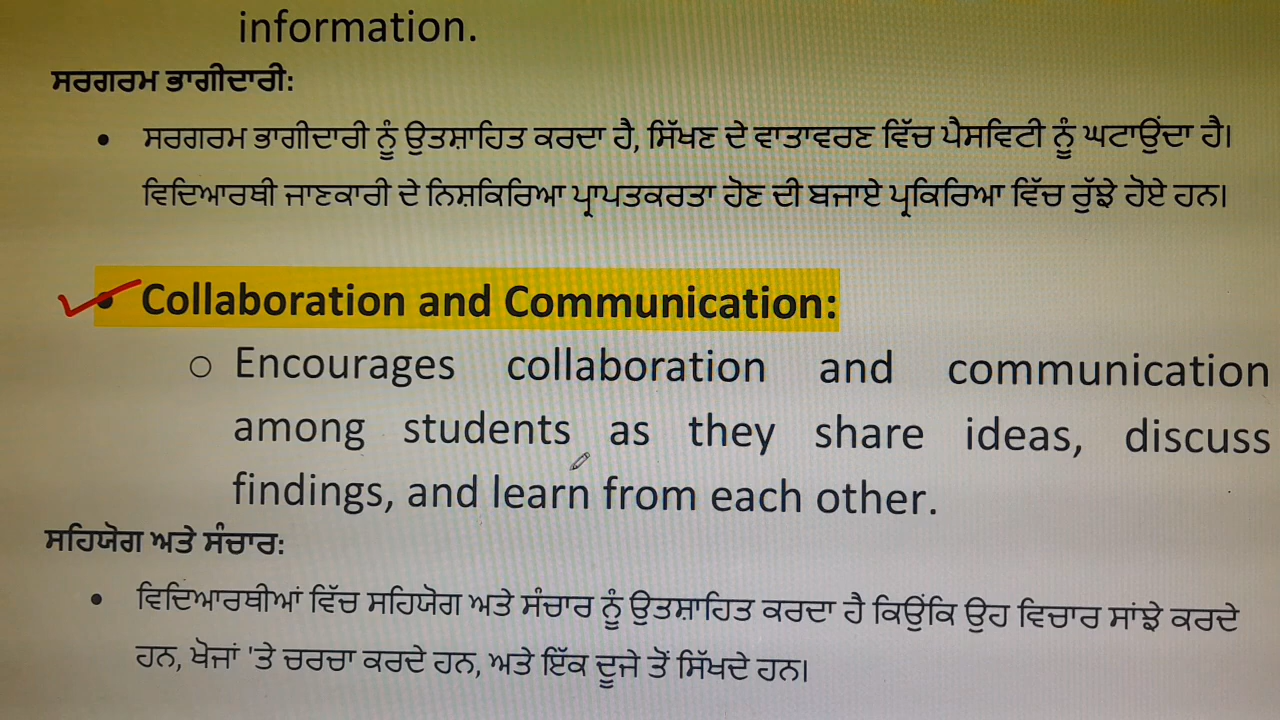 information.
ਸਰਗਰਮ ਭਾਗੀਦਾਰੀ:
• ਸਰਗਰਮ ਭਾਗੀਦਾਰੀ ਨੂੰ ਉਤਸ਼ਾਹਿਤ ਕਰਦਾ ਹੈ, ਸਿੱਖਣ ਦੇ ਵਾਤਾਵਰਣ ਵਿੱਚ ਪੈਸਵਿਟੀ ਨੂੰ ਘਟਾਉਂਦਾ ਹੈ।
ਵਿਦਿਆਰਥੀ ਜਾਣਕਾਰੀ ਦੇ ਨਿਸ਼ਕਿਰਿਆ ਪ੍ਰਾਪਤਕਰਤਾ ਹੋਣ ਦੀ ਬਜਾਏ ਪ੍ਰਕਿਰਿਆ ਵਿੱਚ ਰੁੱਝੇ ਹੋਏ ਹਨ।
• Collaboration and Communication:
○ Encourages collaboration and communication
among students as they share ideas, discuss
findings, and learn from each other.
ਸਹਿਯੋਗ ਅਤੇ ਸੰਚਾਰ:
• ਵਿਦਿਆਰਥੀਆਂ ਵਿੱਚ ਸਹਿਯੋਗ ਅਤੇ ਸੰਚਾਰ ਨੂੰ ਉਤਸ਼ਾਹਿਤ ਕਰਦਾ ਹੈ ਕਿਉਂਕਿ ਉਹ ਵਿਚਾਰ ਸਾਂਝੇ ਕਰਦੇ
ਹਨ, ਖੋਜਾਂ 'ਤੇ ਚਰਚਾ ਕਰਦੇ ਹਨ, ਅਤੇ ਇੱਕ ਦੂਜੇ ਤੋਂ ਸਿੱਖਦੇ ਹਨ।